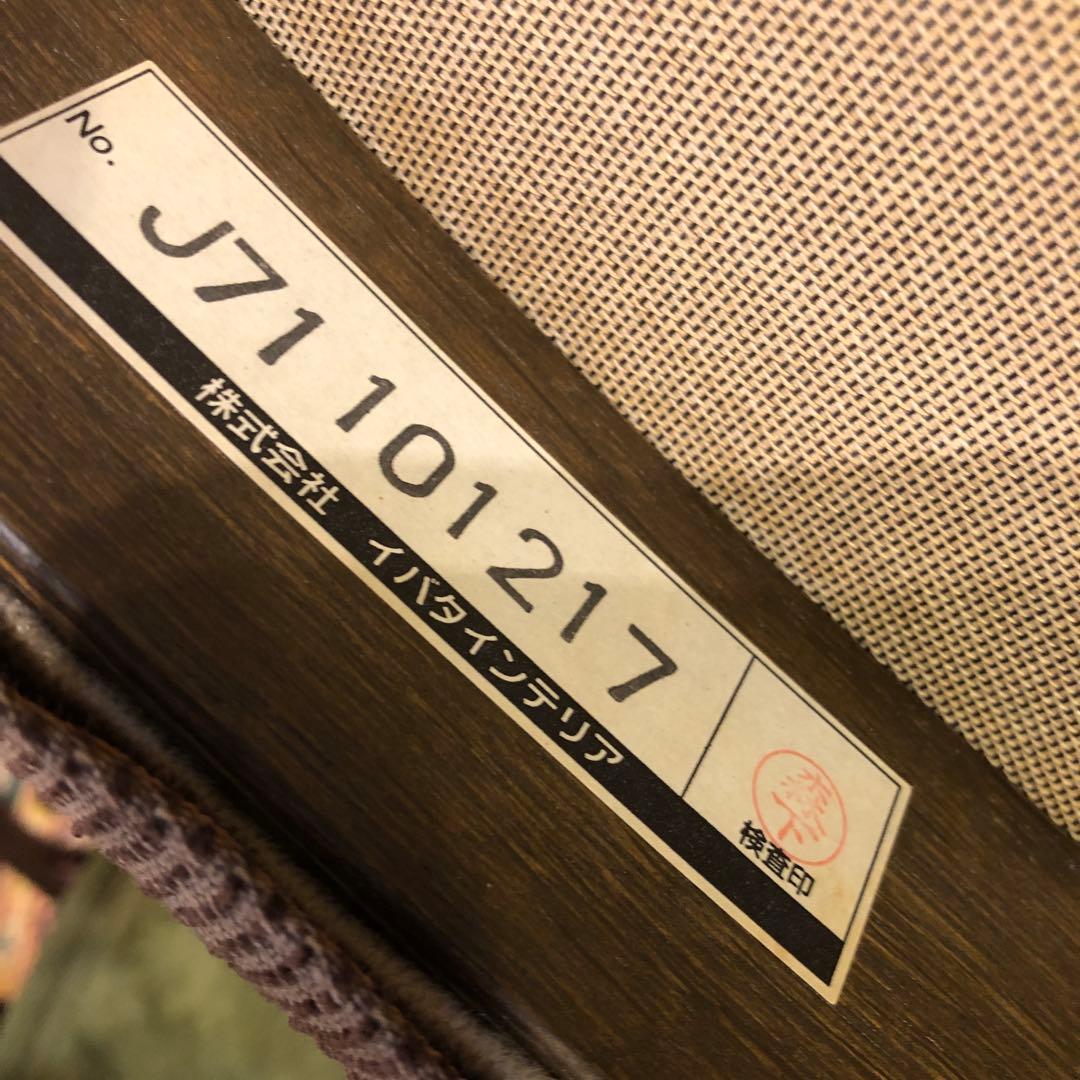 No.
J71 101217
株式会社 イバタインテリア
検査印